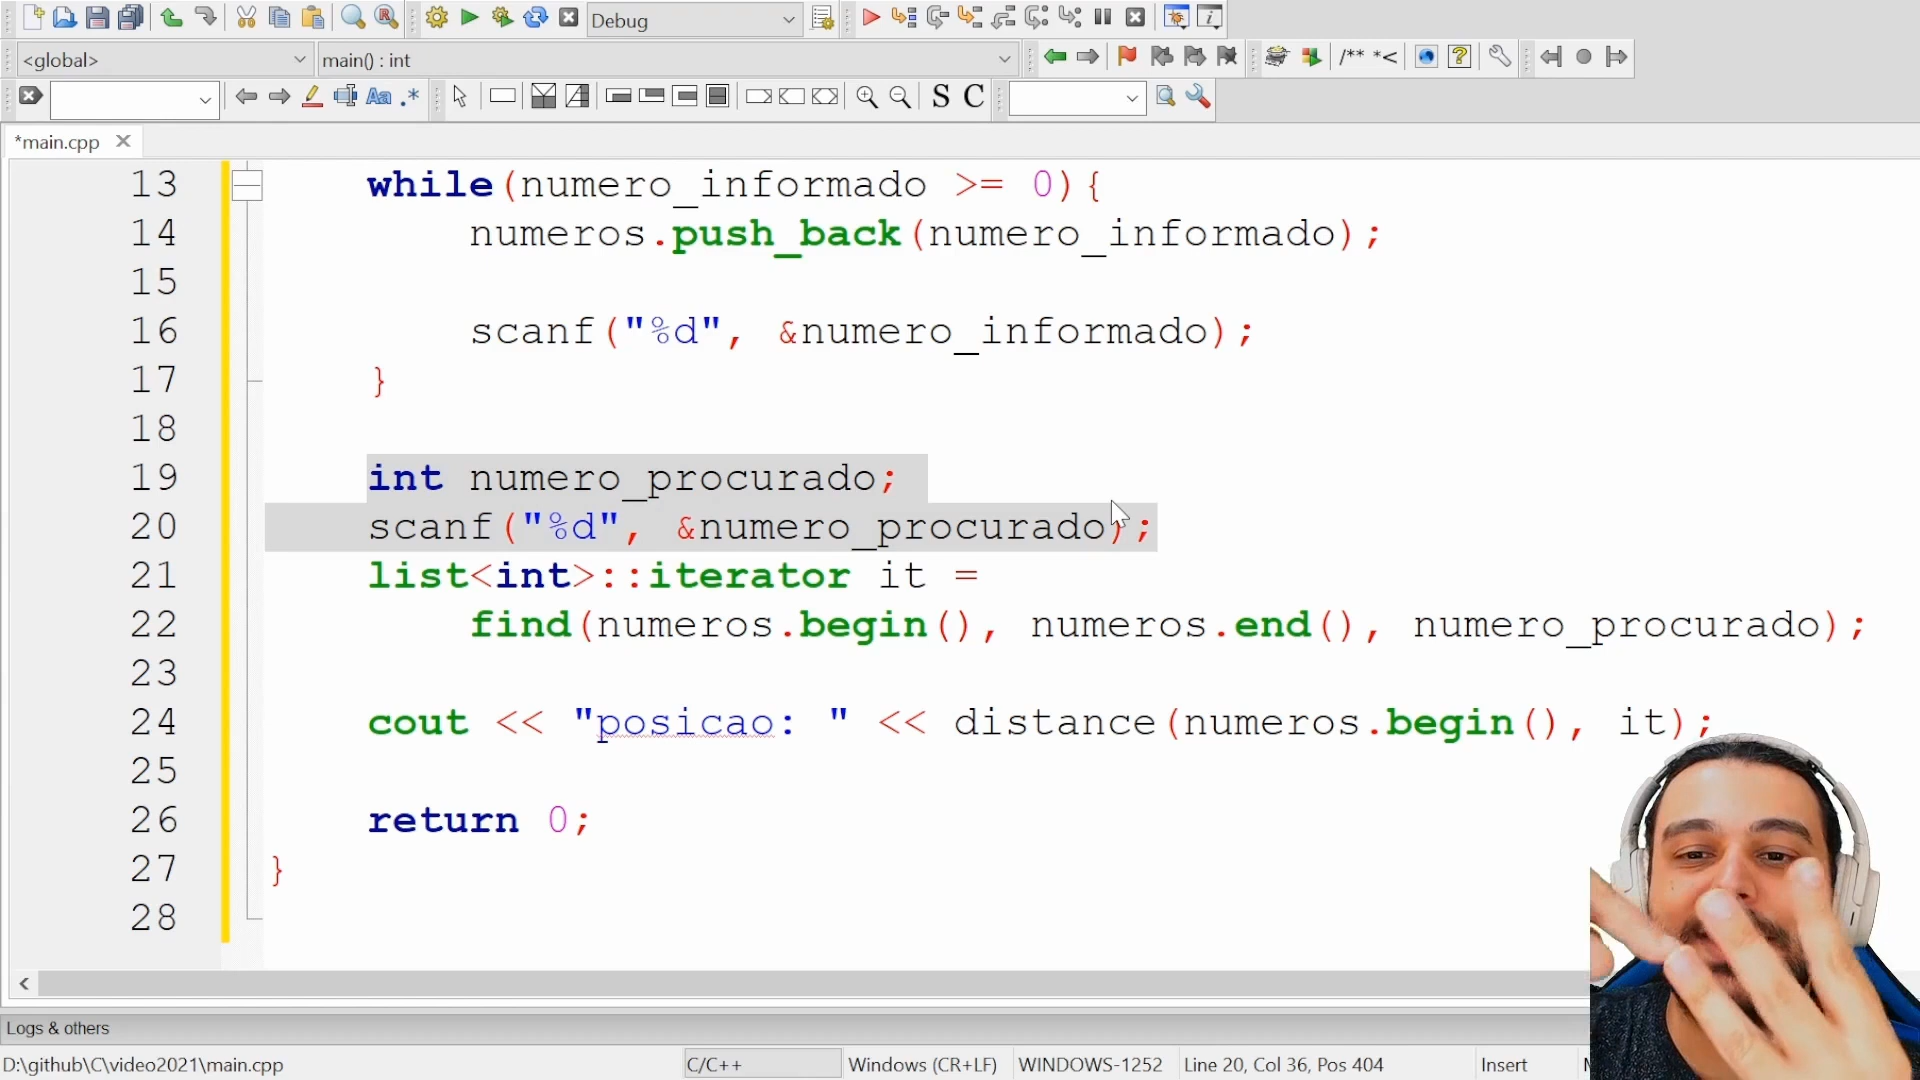 Debug
<global>
main() : int
/** *<
Aa .*
S C
*main.cpp
13 while(numero_informado >= 0){
14 numeros.push_back(numero_informado);
15
16 scanf("%d", &numero_informado);
17 }
18
19 int numero_procurado;
20 scanf("%d", &numero_procurado);
21 list<int>::iterator it =
22 find(numeros.begin(), numeros.end(), numero_procurado);
23
24 cout << "posicao: " << distance(numeros.begin(), it);
25
26 return 0;
27 }
28
Logs & others
D:\github\C\video2021\main.cpp C/C++ Windows (CR+LF) WINDOWS-1252 Line 20, Col 36, Pos 404 Insert